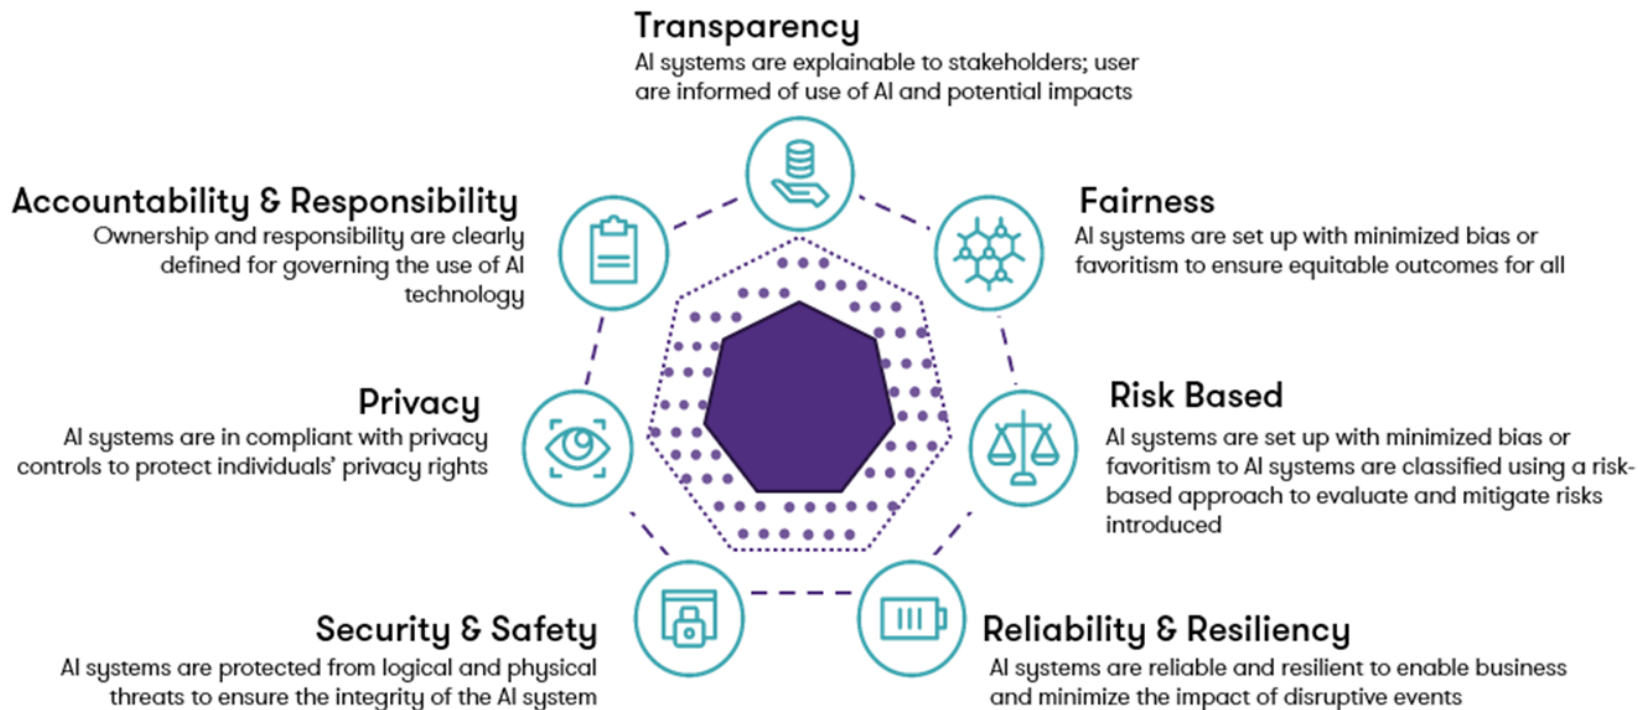 Transparency
AI systems are explainable to stakeholders; user
are informed of use of AI and potential impacts
Accountability & Responsibility
Ownership and responsibility are clearly
defined for governing the use of AI
technology
Fairness
AI systems are set up with minimized bias or
favoritism to ensure equitable outcomes for all
Privacy
AI systems are in compliant with privacy
controls to protect individuals’ privacy rights
Risk Based
AI systems are set up with minimized bias or
favoritism to AI systems are classified using a risk-
based approach to evaluate and mitigate risks
introduced
Security & Safety
AI systems are protected from logical and physical
threats to ensure the integrity of the AI system
Reliability & Resiliency
AI systems are reliable and resilient to enable business
and minimize the impact of disruptive events